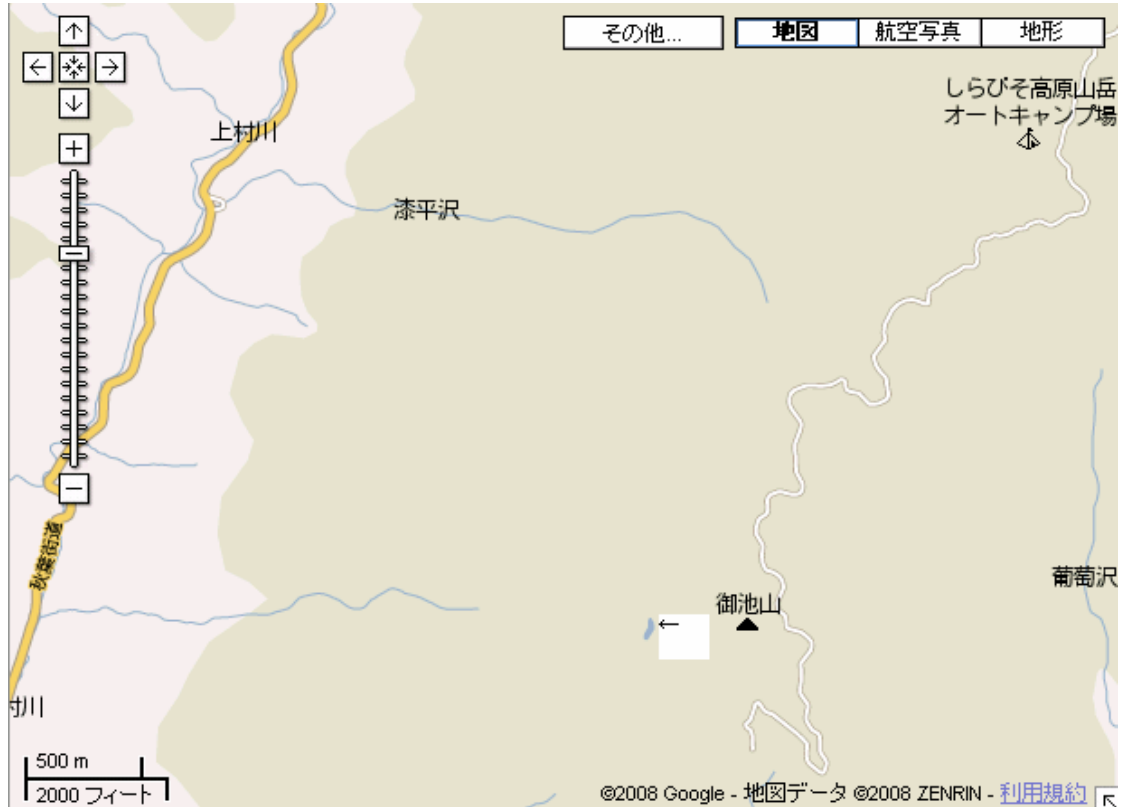 その他...
地図
航空写真
地形
しらびそ高原山岳
オートキャンプ場
上村川
漆平沢
秋葉街道
葡萄沢
御池山
←
村川
500 m
2000 フィート
©2008 Google - 地図データ ©2008 ZENRIN - 利用規約